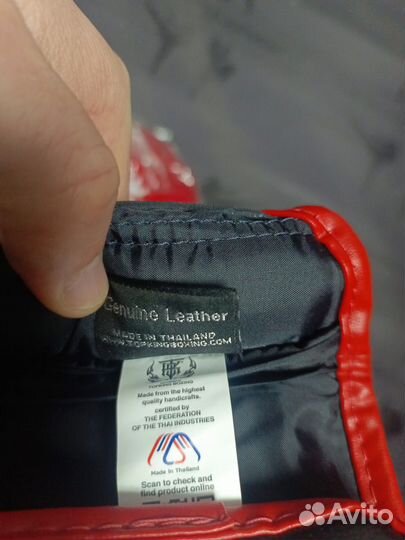 Genuine Leather
MADE IN THAILAND
WWW.TOPKINGBOXING.COM
TOPKING BOXING
Made from the highest
quality handicrafts.
certified by
THE FEDERATION
OF THE THAI INDUSTRIES
Made in Thailand
Scan to check and
find product online
Avito